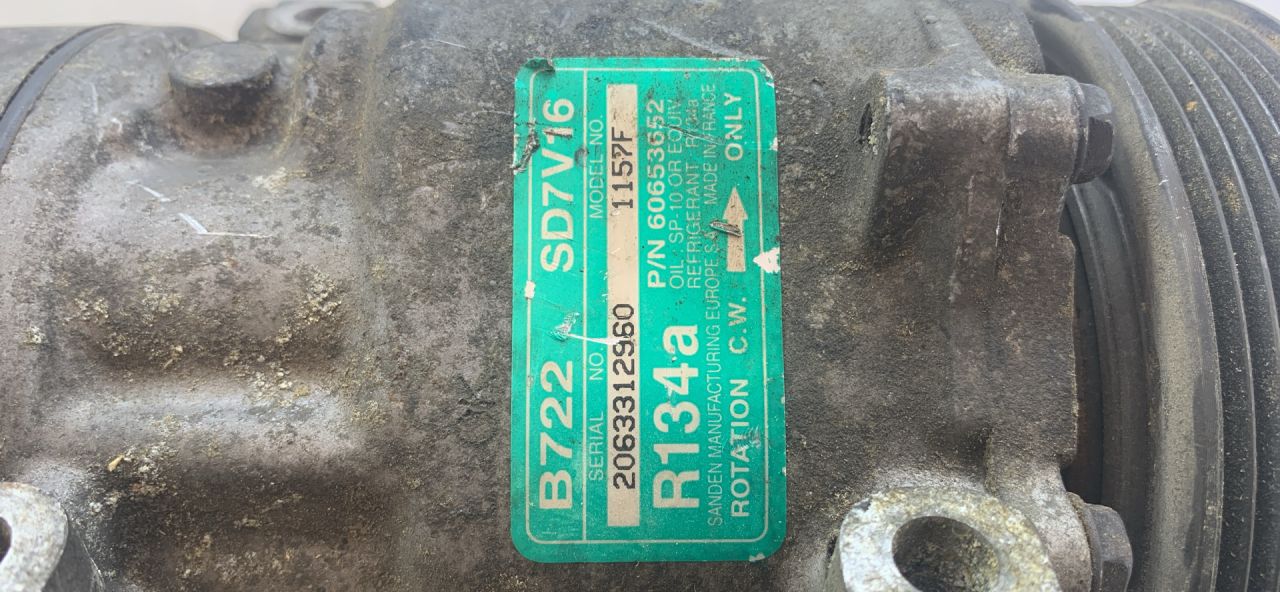 B722 SD7V16
SERIAL NO. MODEL NO.
2063312960 1157F
R134a P/N 60653652
OIL : SP-10 OR EQUIV.
REFRIGERANT R134a
SANDEN MANUFACTURING EUROPE S.A. MADE IN FRANCE
ROTATION C.W. ONLY